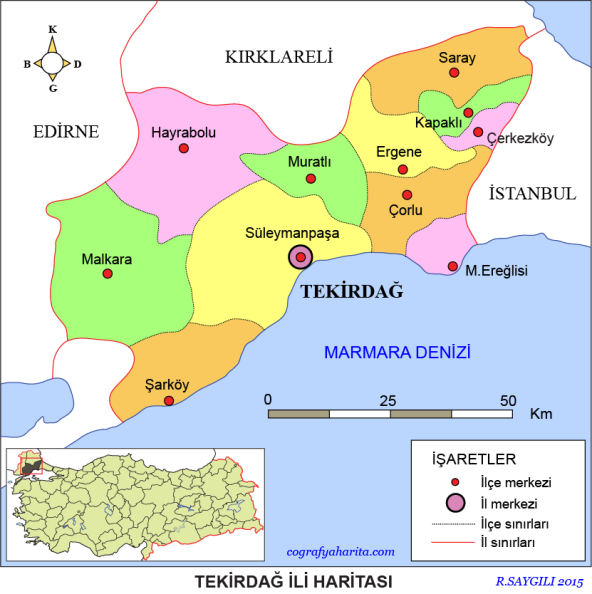 K
B D
G
KIRKLARELİ
EDİRNE
İSTANBUL
Saray
Kapaklı
Çerkezköy
Hayrabolu
Muratlı
Ergene
Çorlu
Süleymanpaşa
Malkara
M.Ereğlisi
TEKİRDAĞ
MARMARA DENİZİ
Şarköy
0 25 50
Km
İŞARETLER
İlçe merkezi
İl merkezi
İlçe sınırları
İl sınırları
cografyaharita.com
TEKİRDAĞ İLİ HARİTASI
R.SAYGILI 2015